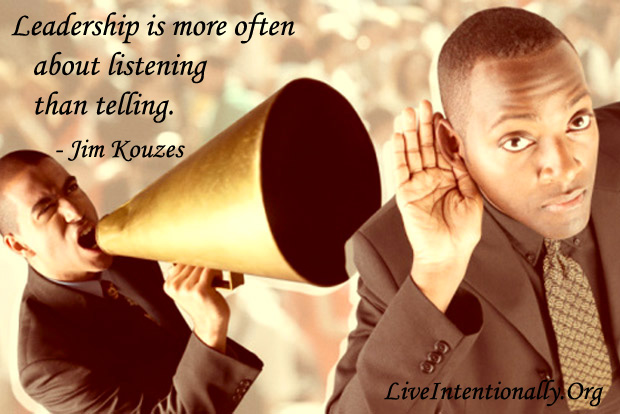 Leadership is more often
about listening
than telling.
- Jim Kouzes
LiveIntentionally.Org